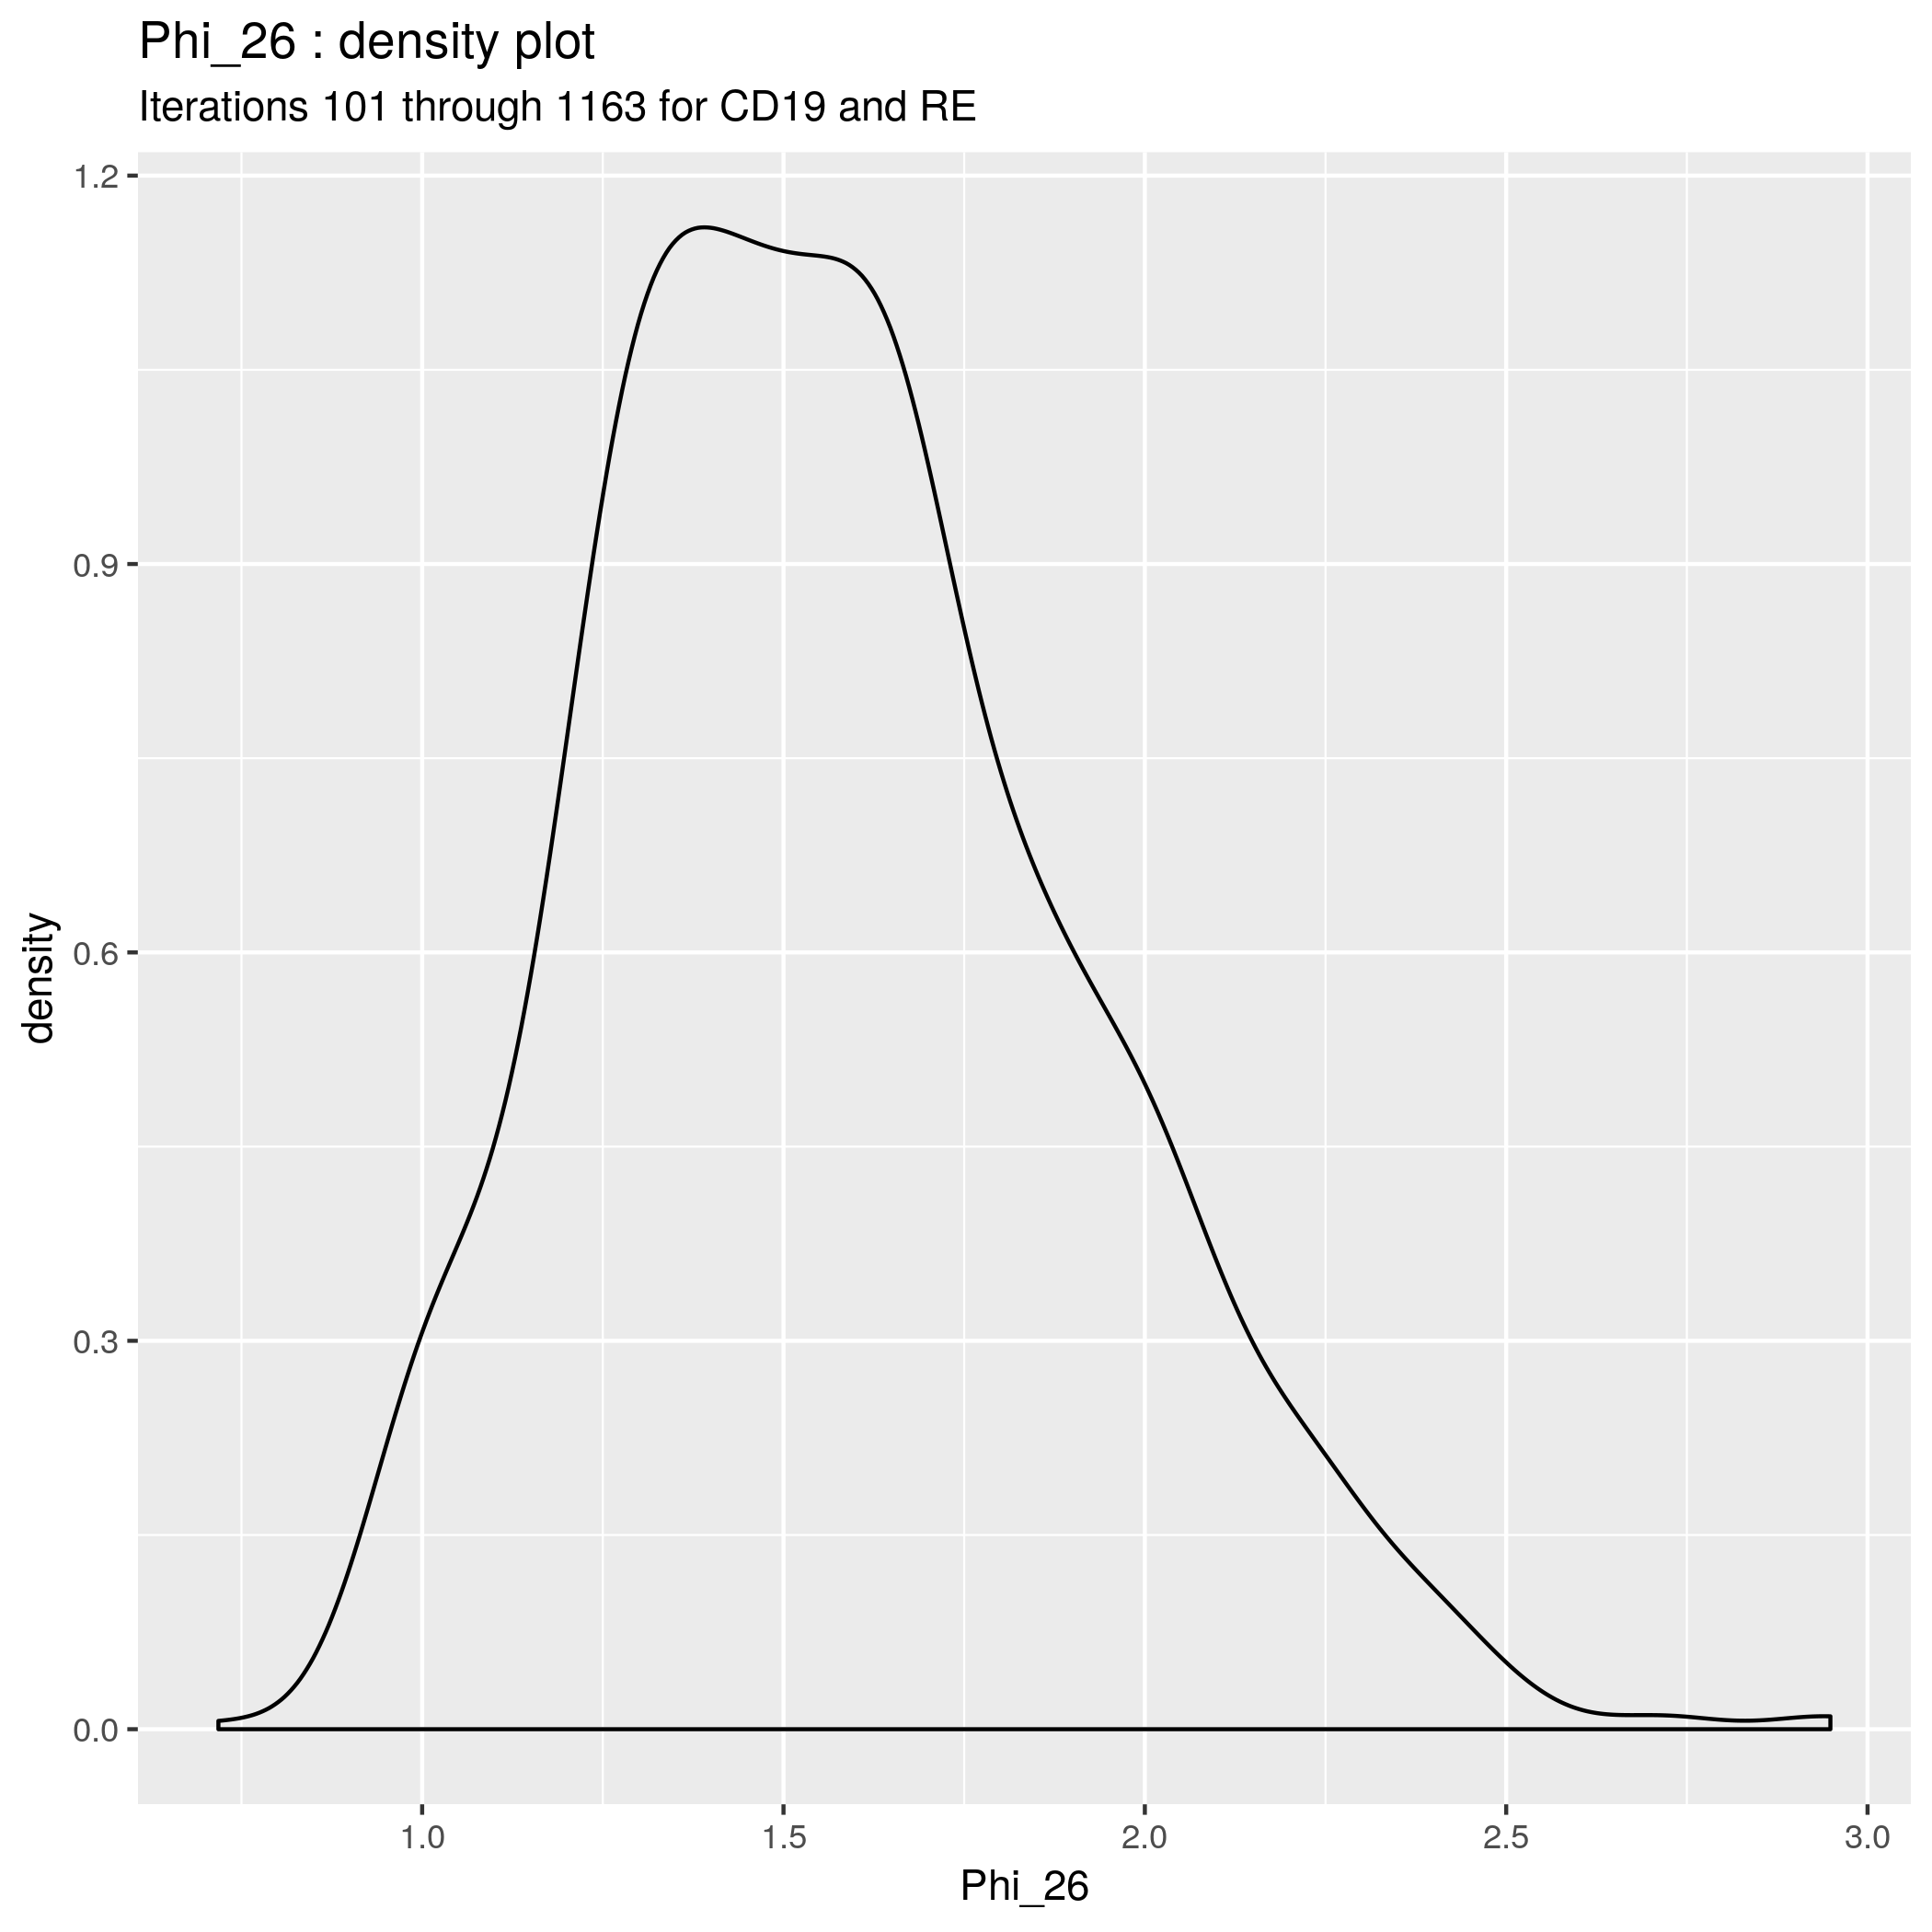 Phi_26 : density plot
Iterations 101 through 1163 for CD19 and RE
1.2
0.9
0.6
0.3
0.0
density
1.0 1.5 2.0 2.5 3.0
Phi_26